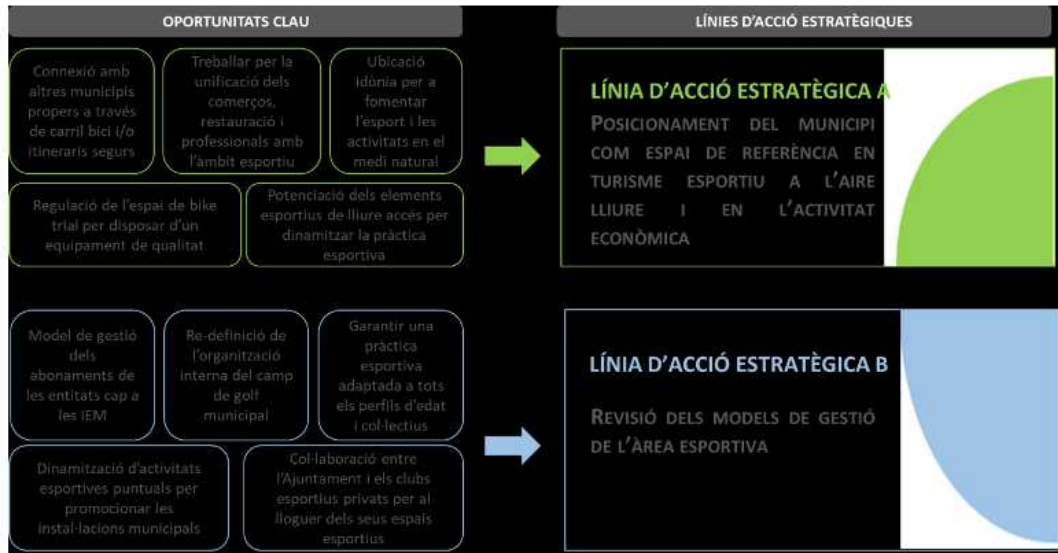 OPORTUNITATS CLAU
LÍNIES D'ACCIÓ ESTRATÈGIQUES
Connexió amb
altres municipis
propers a través
de carril bici i/o
itineraris segurs
Treballar per la
unificació dels
comerços,
restauració i
professionals amb
l'àmbit esportiu
Ubicació
idònia per a
fomentar
l'esport i les
activitats en el
medi natural
Regulació de l'espai de bike
trial per disposar d'un
equipament de qualitat
Potenciació dels elements
esportius de lliure accés per
dinamitzar la pràctica
esportiva
LÍNIA D'ACCIÓ ESTRATÈGICA A
POSICIONAMENT DEL MUNICIPI
COM ESPAI DE REFERÈNCIA EN
TURISME ESPORTIU A L'AIRE
LLIURE I EN L'ACTIVITAT
ECONÒMICA
Model de gestió
dels
abonaments de
les entitats cap a
les IEM
Re-definició de
l'organització
interna del camp
de golf
municipal
Garantir una
pràctica
esportiva
adaptada a tots
els perfils d'edat
i col·lectius
Dinamització d'activitats
esportives puntuals per
promocionar les
instal·lacions municipals
Col·laboració entre
l'Ajuntament i els clubs
esportius privats per al
lloguer dels seus espais
esportius
LÍNIA D'ACCIÓ ESTRATÈGICA B
REVISIÓ DELS MODELS DE GESTIÓ
DE L'ÀREA ESPORTIVA